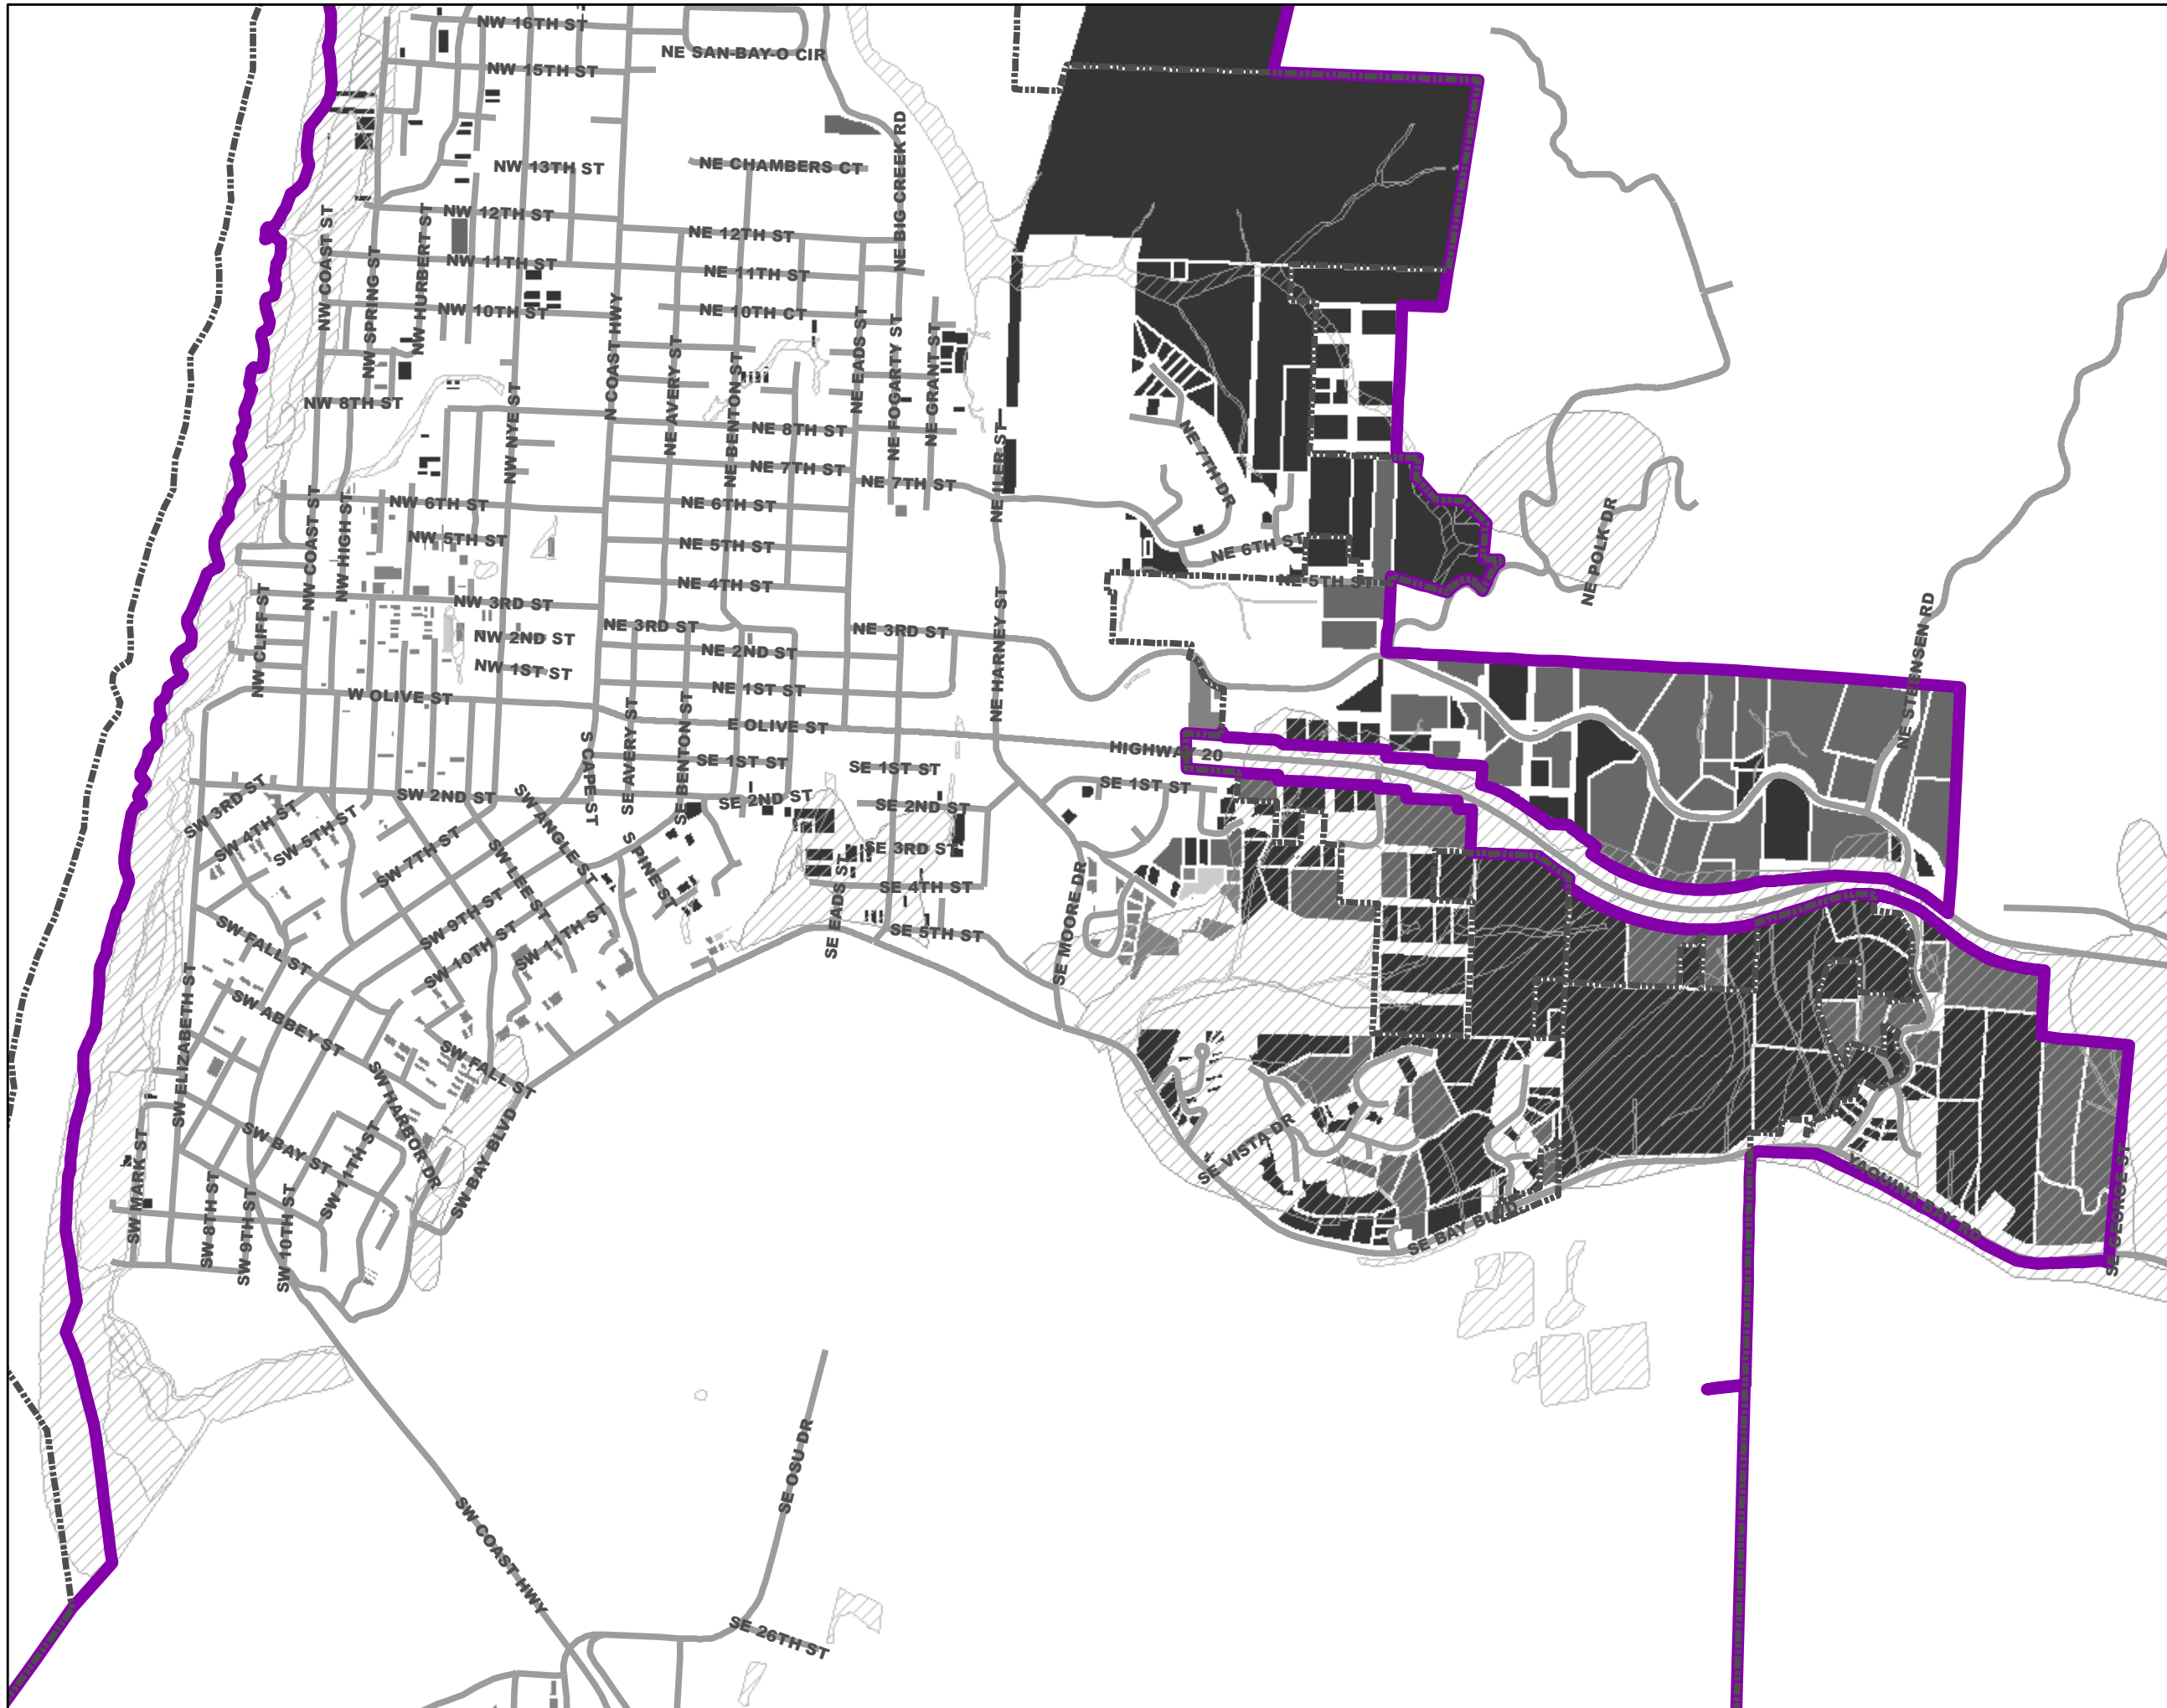 NW 16TH ST
NE SAN-BAY-O CIR
NW 15TH ST
NE BIG CREEK RD
NW 13TH ST
NE CHAMBERS CT
NW COAST ST
NW HURBERT ST
NW 12TH ST
NE 12TH ST
NW SPRING ST
NW 11TH ST
NE 11TH ST
NW 10TH ST
N COAST HWY
NE 10TH CT
NE EADS ST
NE FOGARTY ST
NE GRANT ST
NE AVERY ST
NE BENTON ST
NW 8TH ST
NW NYE ST
NE 8TH ST
NE ILER ST
NE 7TH DR
NE 7TH ST
NE 7TH ST
NW COAST ST
NW HIGH ST
NW 6TH ST
NE 6TH ST
NW 5TH ST
NE 5TH ST
NE 6TH ST
NE POLK DR
NE 4TH ST
NE 5TH ST
NW CLIFF ST
NW 3RD ST
NE HARNEY ST
NE STEENSEN RD
NW 2ND ST
NE 3RD ST
NE 3RD ST
NE 2ND ST
NW 1ST ST
NE 1ST ST
W OLIVE ST
SE AVERY ST
SE BENTON ST
E OLIVE ST
HIGHWAY 20
S CAPE ST
SE 1ST ST
SE 1ST ST
SE 1ST ST
SW 2ND ST
SE 2ND ST
SE 2ND ST
SW 3RD ST
SW 4TH ST
SW 5TH ST
SW ANGLE ST
SW 7TH ST
SW LEE ST
S PINE ST
SE 3RD ST
SE EADS ST
SE 4TH ST
SE MOORE DR
SW 9TH ST
SW 10TH ST
SW 11TH ST
SE 5TH ST
SW FALL ST
SW ELIZABETH ST
SW ABBEY ST
SW FALL ST
SW HARBOR DR
SW BAY ST
SW 11TH ST
SW BAY BLVD
SE VISTA DR
SW MARK ST
SW 8TH ST
SW 9TH ST
SW 10TH ST
SE BAY BLVD
YAQUINA BAY RD
SE GEORGE ST
SE OSU DR
SW COAST HWY
SE 26TH ST